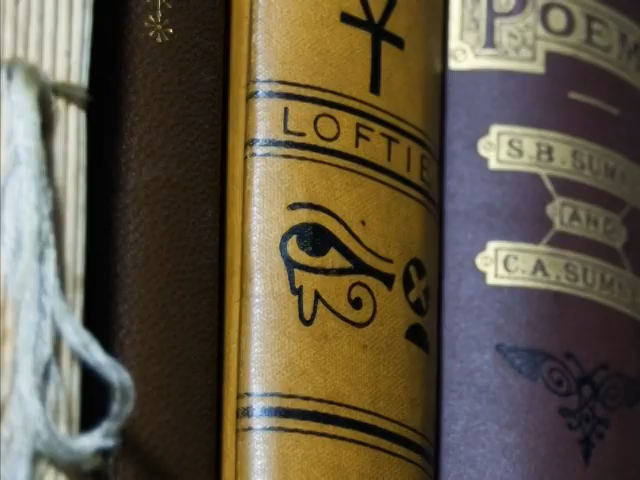 LOFTIE
POEM
S.B. SUM
AND
C.A. SUM